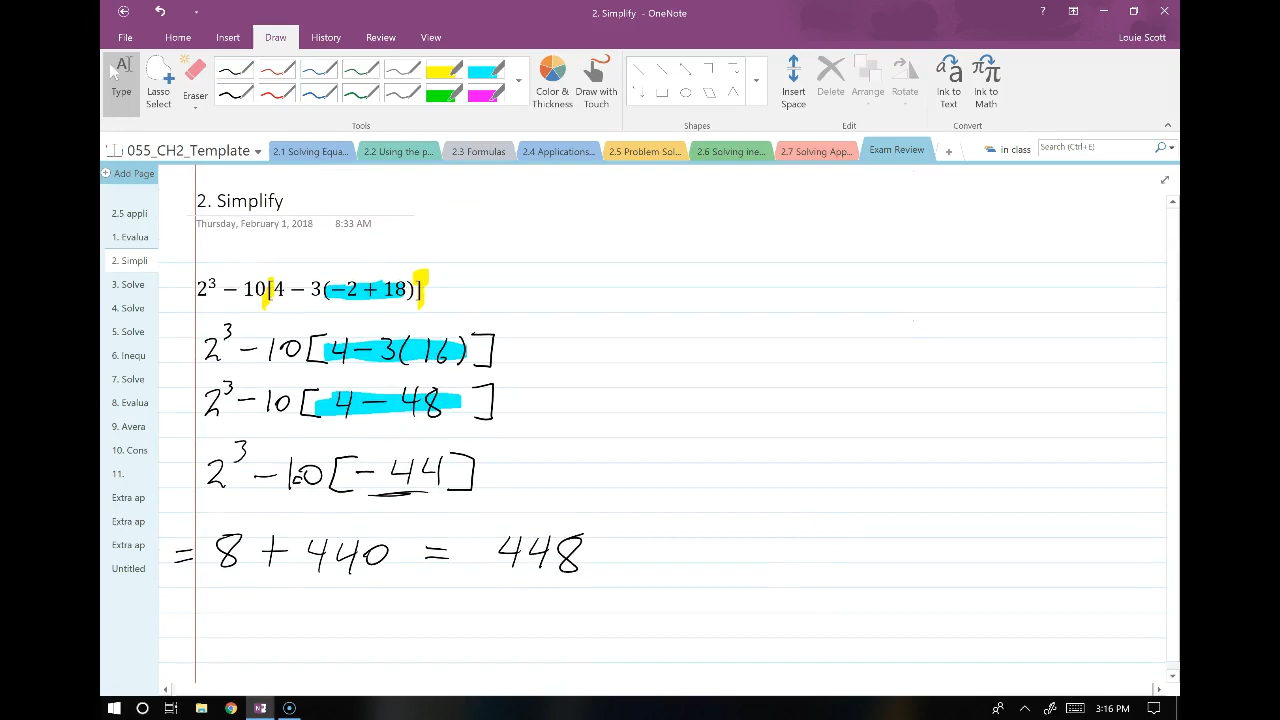 2. Simplify - OneNote
?
Louie Scott
File Home Insert Draw History Review View
Type
Lasso Select
Eraser
Color & Thickness
Draw with Touch
Insert Space
Delete
Arrange
Rotate
Ink to Text
Ink to Math
Tools
Shapes
Edit
Convert
055_CH2_Template
2.1 Solving Equa...
2.2 Using the p...
2.3 Formulas
2.4 Applications...
2.5 Problem Sol...
2.6 Solving ine...
2.7 Solving App...
Exam Review
+
in class
Search (Ctrl+E)
Add Page
2.5 appli
1. Evalua
2. Simpli
3. Solve
4. Solve
5. Solve
6. Inequ
7. Solve
8. Evalua
9. Avera
10. Cons
11.
Extra ap
Extra ap
Extra ap
Untitled
2. Simplify
Thursday, February 1, 2018 8:33 AM
2³ − 10[4 − 3(−2 + 18)]
2³ − 10[4 − 3(16)]
2³ − 10[4 − 48]
2³ − 10[−44]
= 8 + 440 = 448
3:16 PM